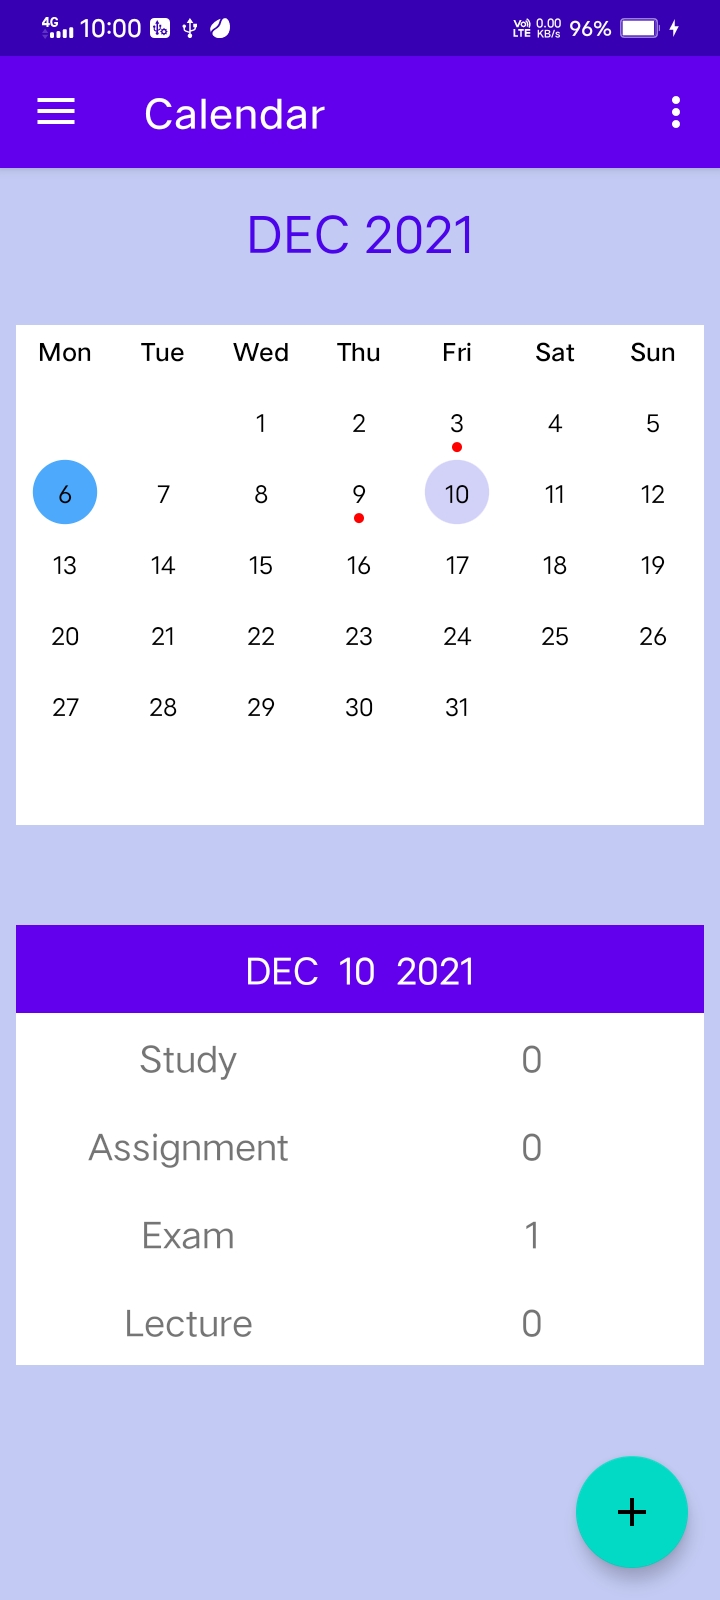 4G 10:00 Vo) LTE 0.00 KB/s 96%
Calendar
DEC 2021
Mon Tue Wed Thu Fri Sat Sun
1 2 3 4 5
6 7 8 9 10 11 12
13 14 15 16 17 18 19
20 21 22 23 24 25 26
27 28 29 30 31
DEC 10 2021
Study 0
Assignment 0
Exam 1
Lecture 0
+